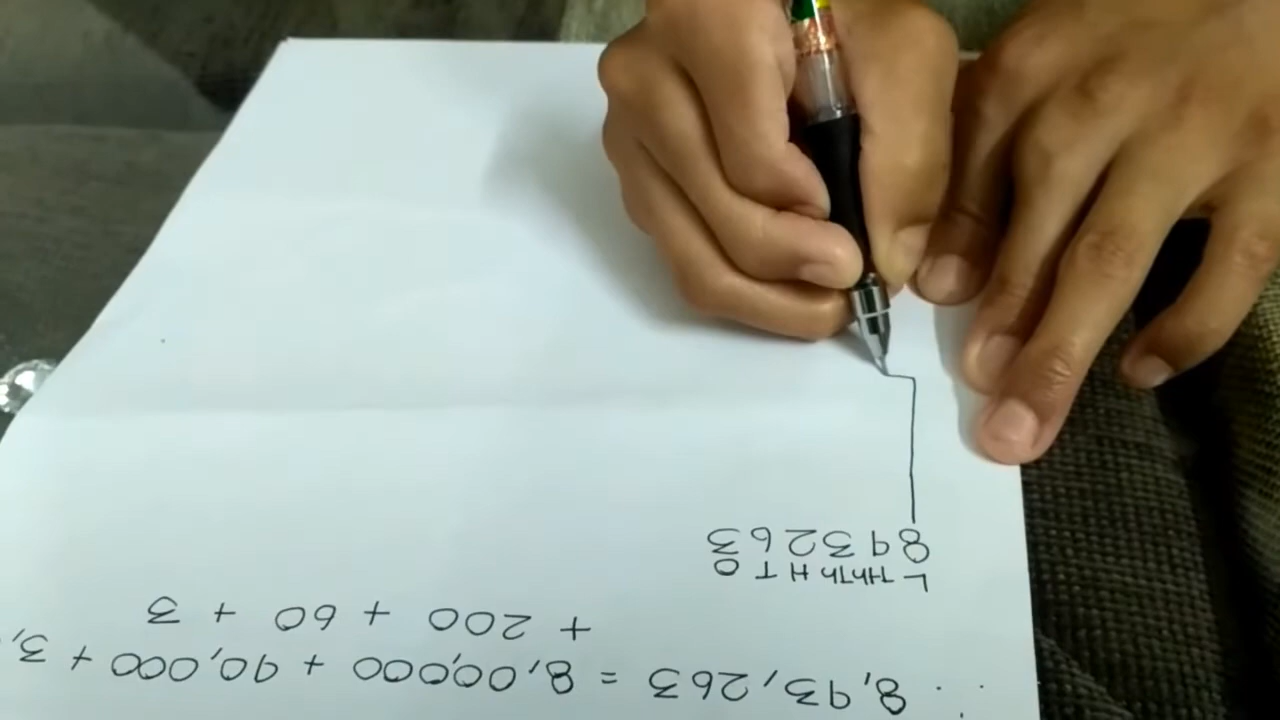 ∴ 8,93,263 = 8,00,000 + 90,000 + 3,
+ 200 + 60 + 3
L TTh Th H T O
8 9 3 2 6 3